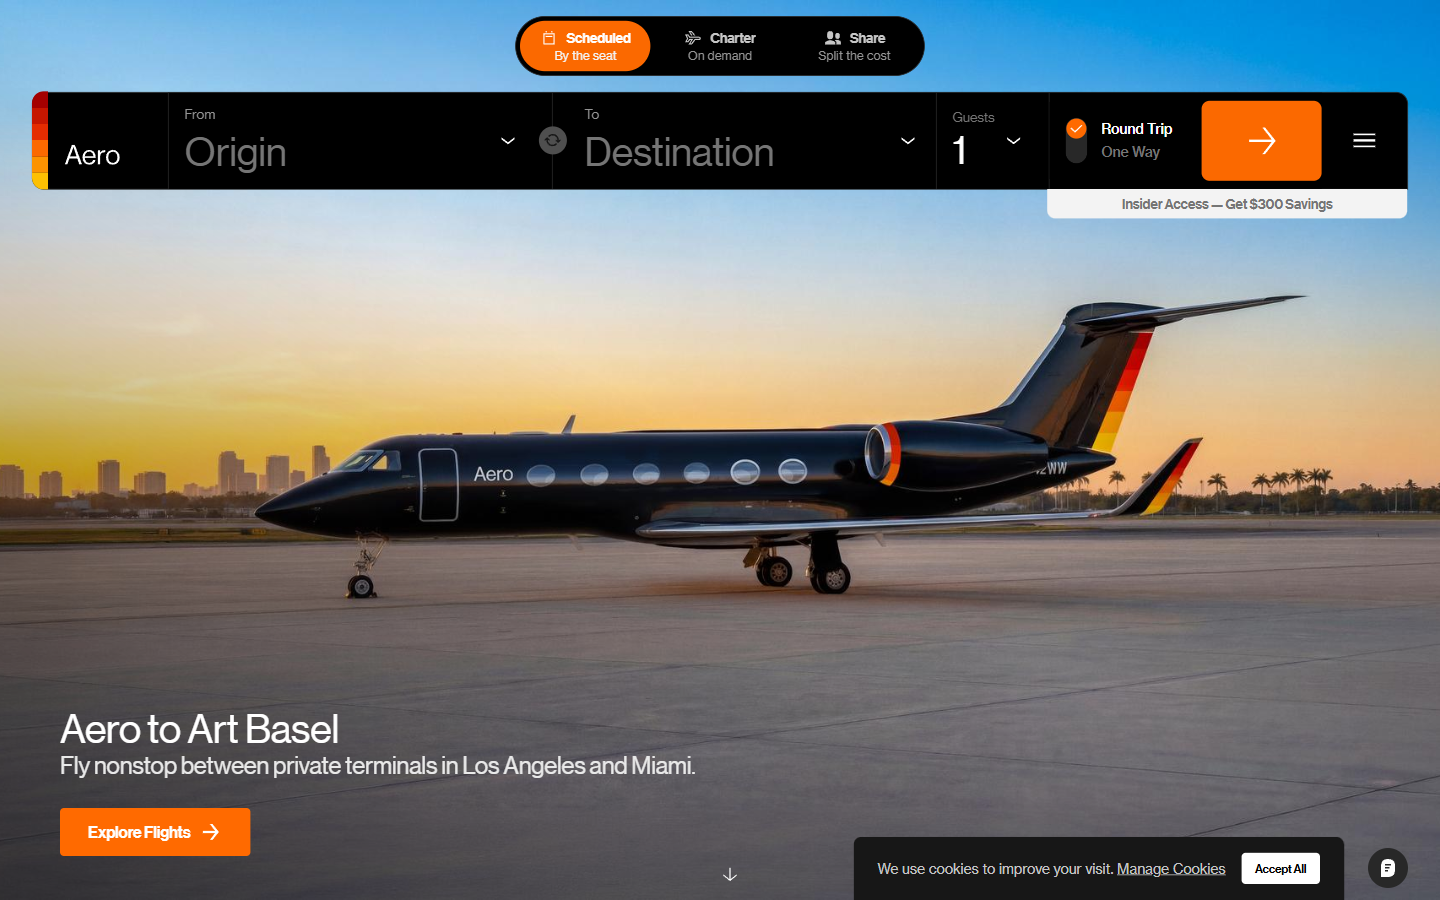 Scheduled
By the seat
Charter
On demand
Share
Split the cost
Aero
From
Origin
To
Destination
Guests
1
Round Trip
One Way
Insider Access — Get $300 Savings
Aero
Aero to Art Basel
Fly nonstop between private terminals in Los Angeles and Miami.
Explore Flights
We use cookies to improve your visit. Manage Cookies
Accept All